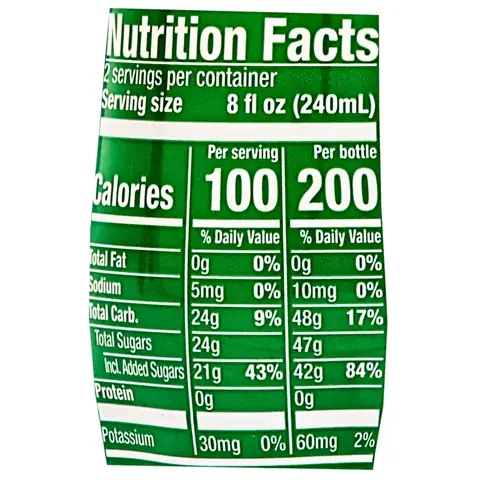 Nutrition Facts
2 servings per container
Serving size 8 fl oz (240mL)
Per serving Per bottle
Calories 100 200
% Daily Value % Daily Value
Total Fat 0g 0% 0g 0%
Sodium 5mg 0% 10mg 0%
Total Carb. 24g 9% 48g 17%
Total Sugars 24g 47g
Incl. Added Sugars 21g 43% 42g 84%
Protein 0g 0g
Potassium 30mg 0% 60mg 2%